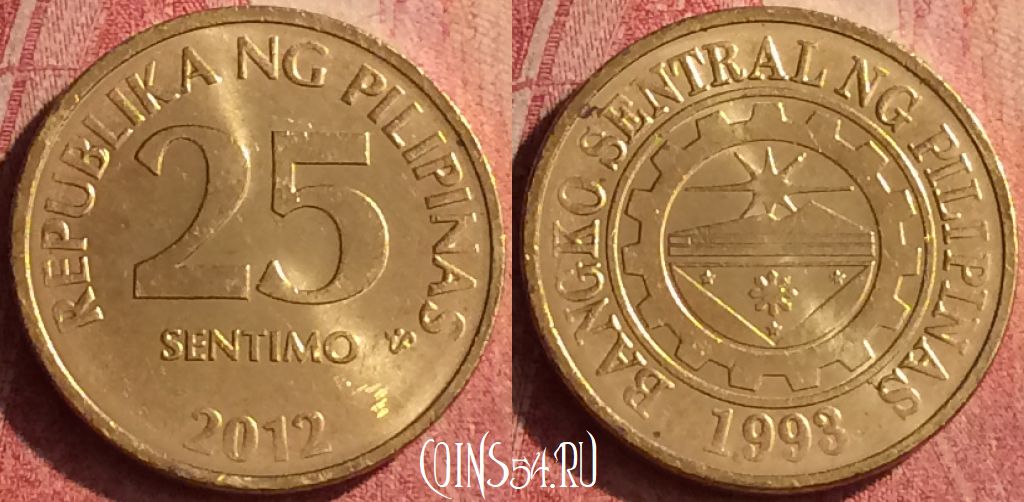 REPUBLIKA NG PILIPINAS
25
SENTIMO
2012
BANGKO SENTRAL NG PILIPINAS
1993
COINS54.RU